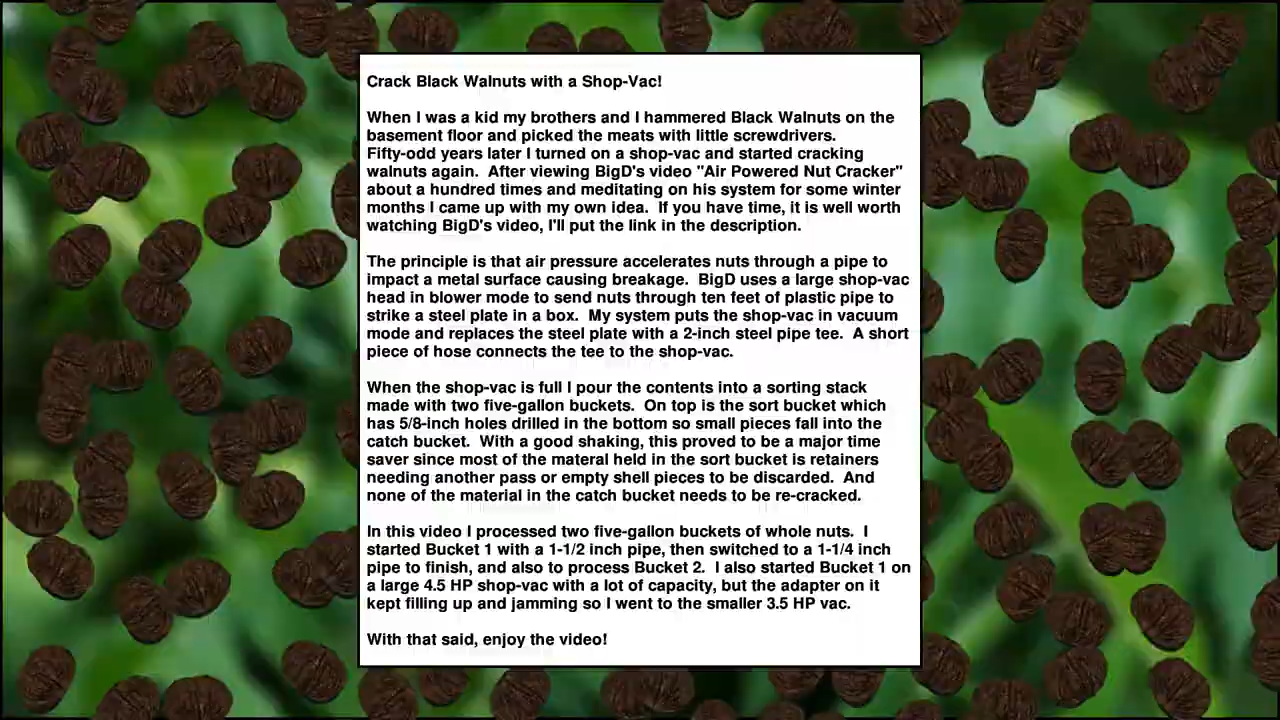 Crack Black Walnuts with a Shop-Vac!
When I was a kid my brothers and I hammered Black Walnuts on the
basement floor and picked the meats with little screwdrivers.
Fifty-odd years later I turned on a shop-vac and started cracking
walnuts again.  After viewing BigD's video "Air Powered Nut Cracker"
about a hundred times and meditating on his system for some winter
months I came up with my own idea.  If you have time, it is well worth
watching BigD's video, I'll put the link in the description.
The principle is that air pressure accelerates nuts through a pipe to
impact a metal surface causing breakage.  BigD uses a large shop-vac
head in blower mode to send nuts through ten feet of plastic pipe to
strike a steel plate in a box.  My system puts the shop-vac in vacuum
mode and replaces the steel plate with a 2-inch steel pipe tee.  A short
piece of hose connects the tee to the shop-vac.
When the shop-vac is full I pour the contents into a sorting stack
made with two five-gallon buckets.  On top is the sort bucket which
has 5/8-inch holes drilled in the bottom so small pieces fall into the
catch bucket.  With a good shaking, this proved to be a major time
saver since most of the materal held in the sort bucket is retainers
needing another pass or empty shell pieces to be discarded.  And
none of the material in the catch bucket needs to be re-cracked.
In this video I processed two five-gallon buckets of whole nuts.  I
started Bucket 1 with a 1-1/2 inch pipe, then switched to a 1-1/4 inch
pipe to finish, and also to process Bucket 2.  I also started Bucket 1 on
a large 4.5 HP shop-vac with a lot of capacity, but the adapter on it
kept filling up and jamming so I went to the smaller 3.5 HP vac.
With that said, enjoy the video!